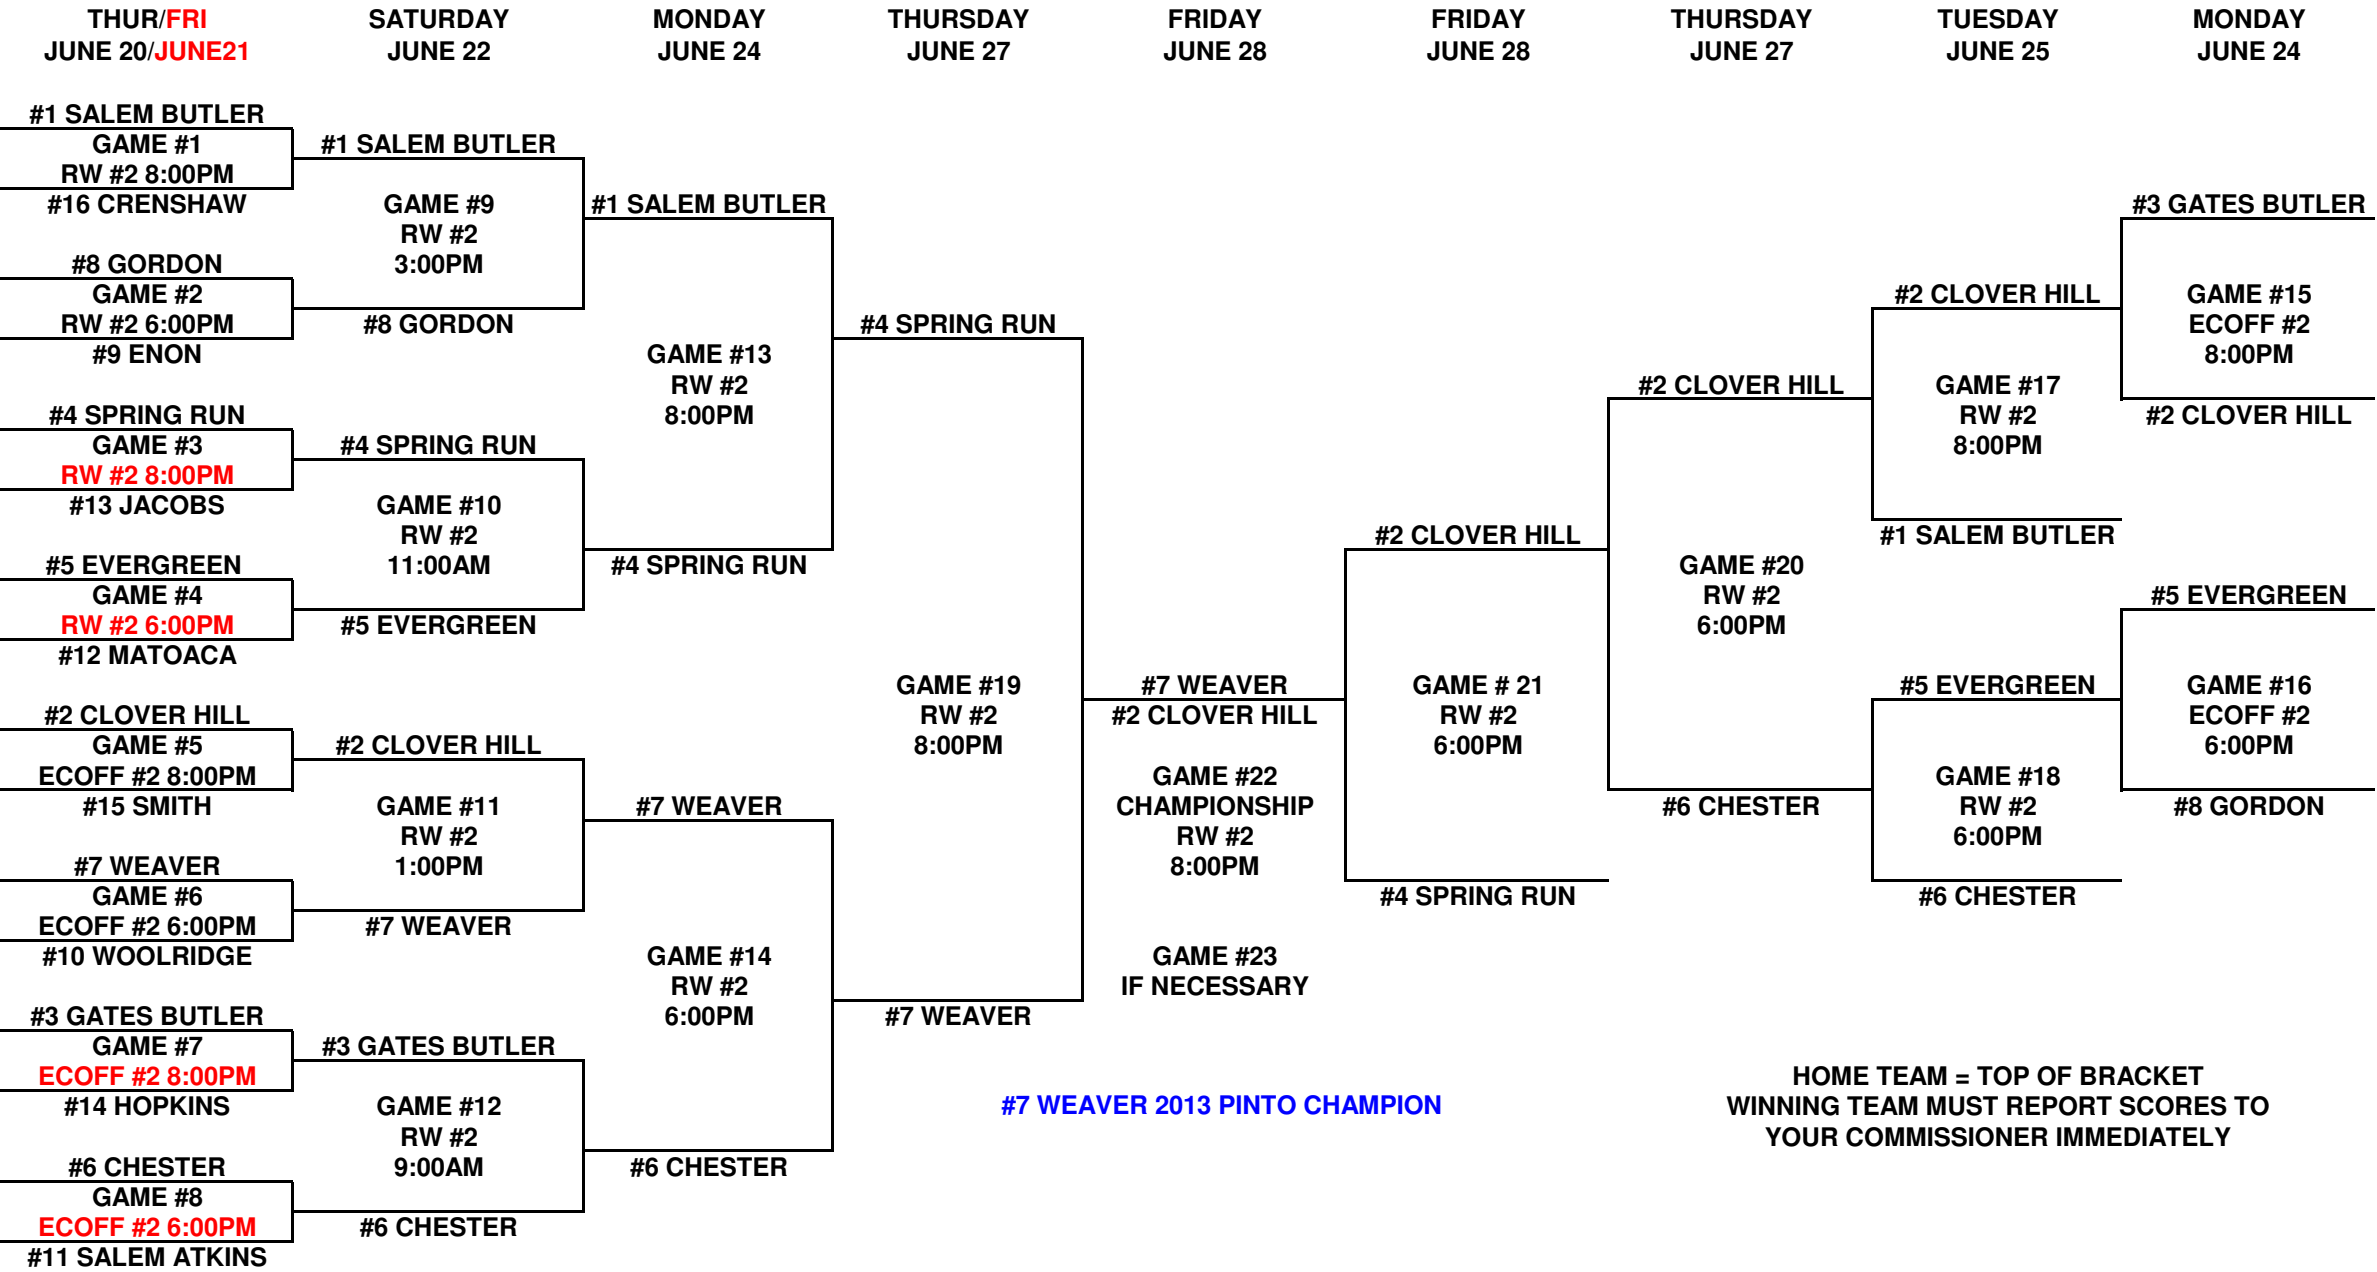 THUR/FRI
JUNE 20/JUNE21
SATURDAY
JUNE 22
MONDAY
JUNE 24
THURSDAY
JUNE 27
FRIDAY
JUNE 28
FRIDAY
JUNE 28
THURSDAY
JUNE 27
TUESDAY
JUNE 25
MONDAY
JUNE 24
#1 SALEM BUTLER
GAME #1
RW #2 8:00PM
#16 CRENSHAW
#8 GORDON
GAME #2
RW #2 6:00PM
#9 ENON
#4 SPRING RUN
GAME #3
RW #2 8:00PM
#13 JACOBS
#5 EVERGREEN
GAME #4
RW #2 6:00PM
#12 MATOACA
#2 CLOVER HILL
GAME #5
ECOFF #2 8:00PM
#15 SMITH
#7 WEAVER
GAME #6
ECOFF #2 6:00PM
#10 WOOLRIDGE
#3 GATES BUTLER
GAME #7
ECOFF #2 8:00PM
#14 HOPKINS
#6 CHESTER
GAME #8
ECOFF #2 6:00PM
#11 SALEM ATKINS
#1 SALEM BUTLER
GAME #9
RW #2
3:00PM
#8 GORDON
#4 SPRING RUN
GAME #10
RW #2
11:00AM
#5 EVERGREEN
#2 CLOVER HILL
GAME #11
RW #2
1:00PM
#7 WEAVER
#3 GATES BUTLER
GAME #12
RW #2
9:00AM
#6 CHESTER
#1 SALEM BUTLER
GAME #13
RW #2
8:00PM
#4 SPRING RUN
#7 WEAVER
GAME #14
RW #2
6:00PM
#6 CHESTER
#4 SPRING RUN
GAME #19
RW #2
8:00PM
#7 WEAVER
#7 WEAVER
#2 CLOVER HILL
GAME #22
CHAMPIONSHIP
RW #2
8:00PM
GAME #23
IF NECESSARY
#7 WEAVER 2013 PINTO CHAMPION
#2 CLOVER HILL
GAME # 21
RW #2
6:00PM
#4 SPRING RUN
#2 CLOVER HILL
GAME #20
RW #2
6:00PM
#6 CHESTER
#2 CLOVER HILL
GAME #17
RW #2
8:00PM
#1 SALEM BUTLER
#5 EVERGREEN
GAME #18
RW #2
6:00PM
#6 CHESTER
#3 GATES BUTLER
GAME #15
ECOFF #2
8:00PM
#2 CLOVER HILL
#5 EVERGREEN
GAME #16
ECOFF #2
6:00PM
#8 GORDON
HOME TEAM = TOP OF BRACKET
WINNING TEAM MUST REPORT SCORES TO
YOUR COMMISSIONER IMMEDIATELY